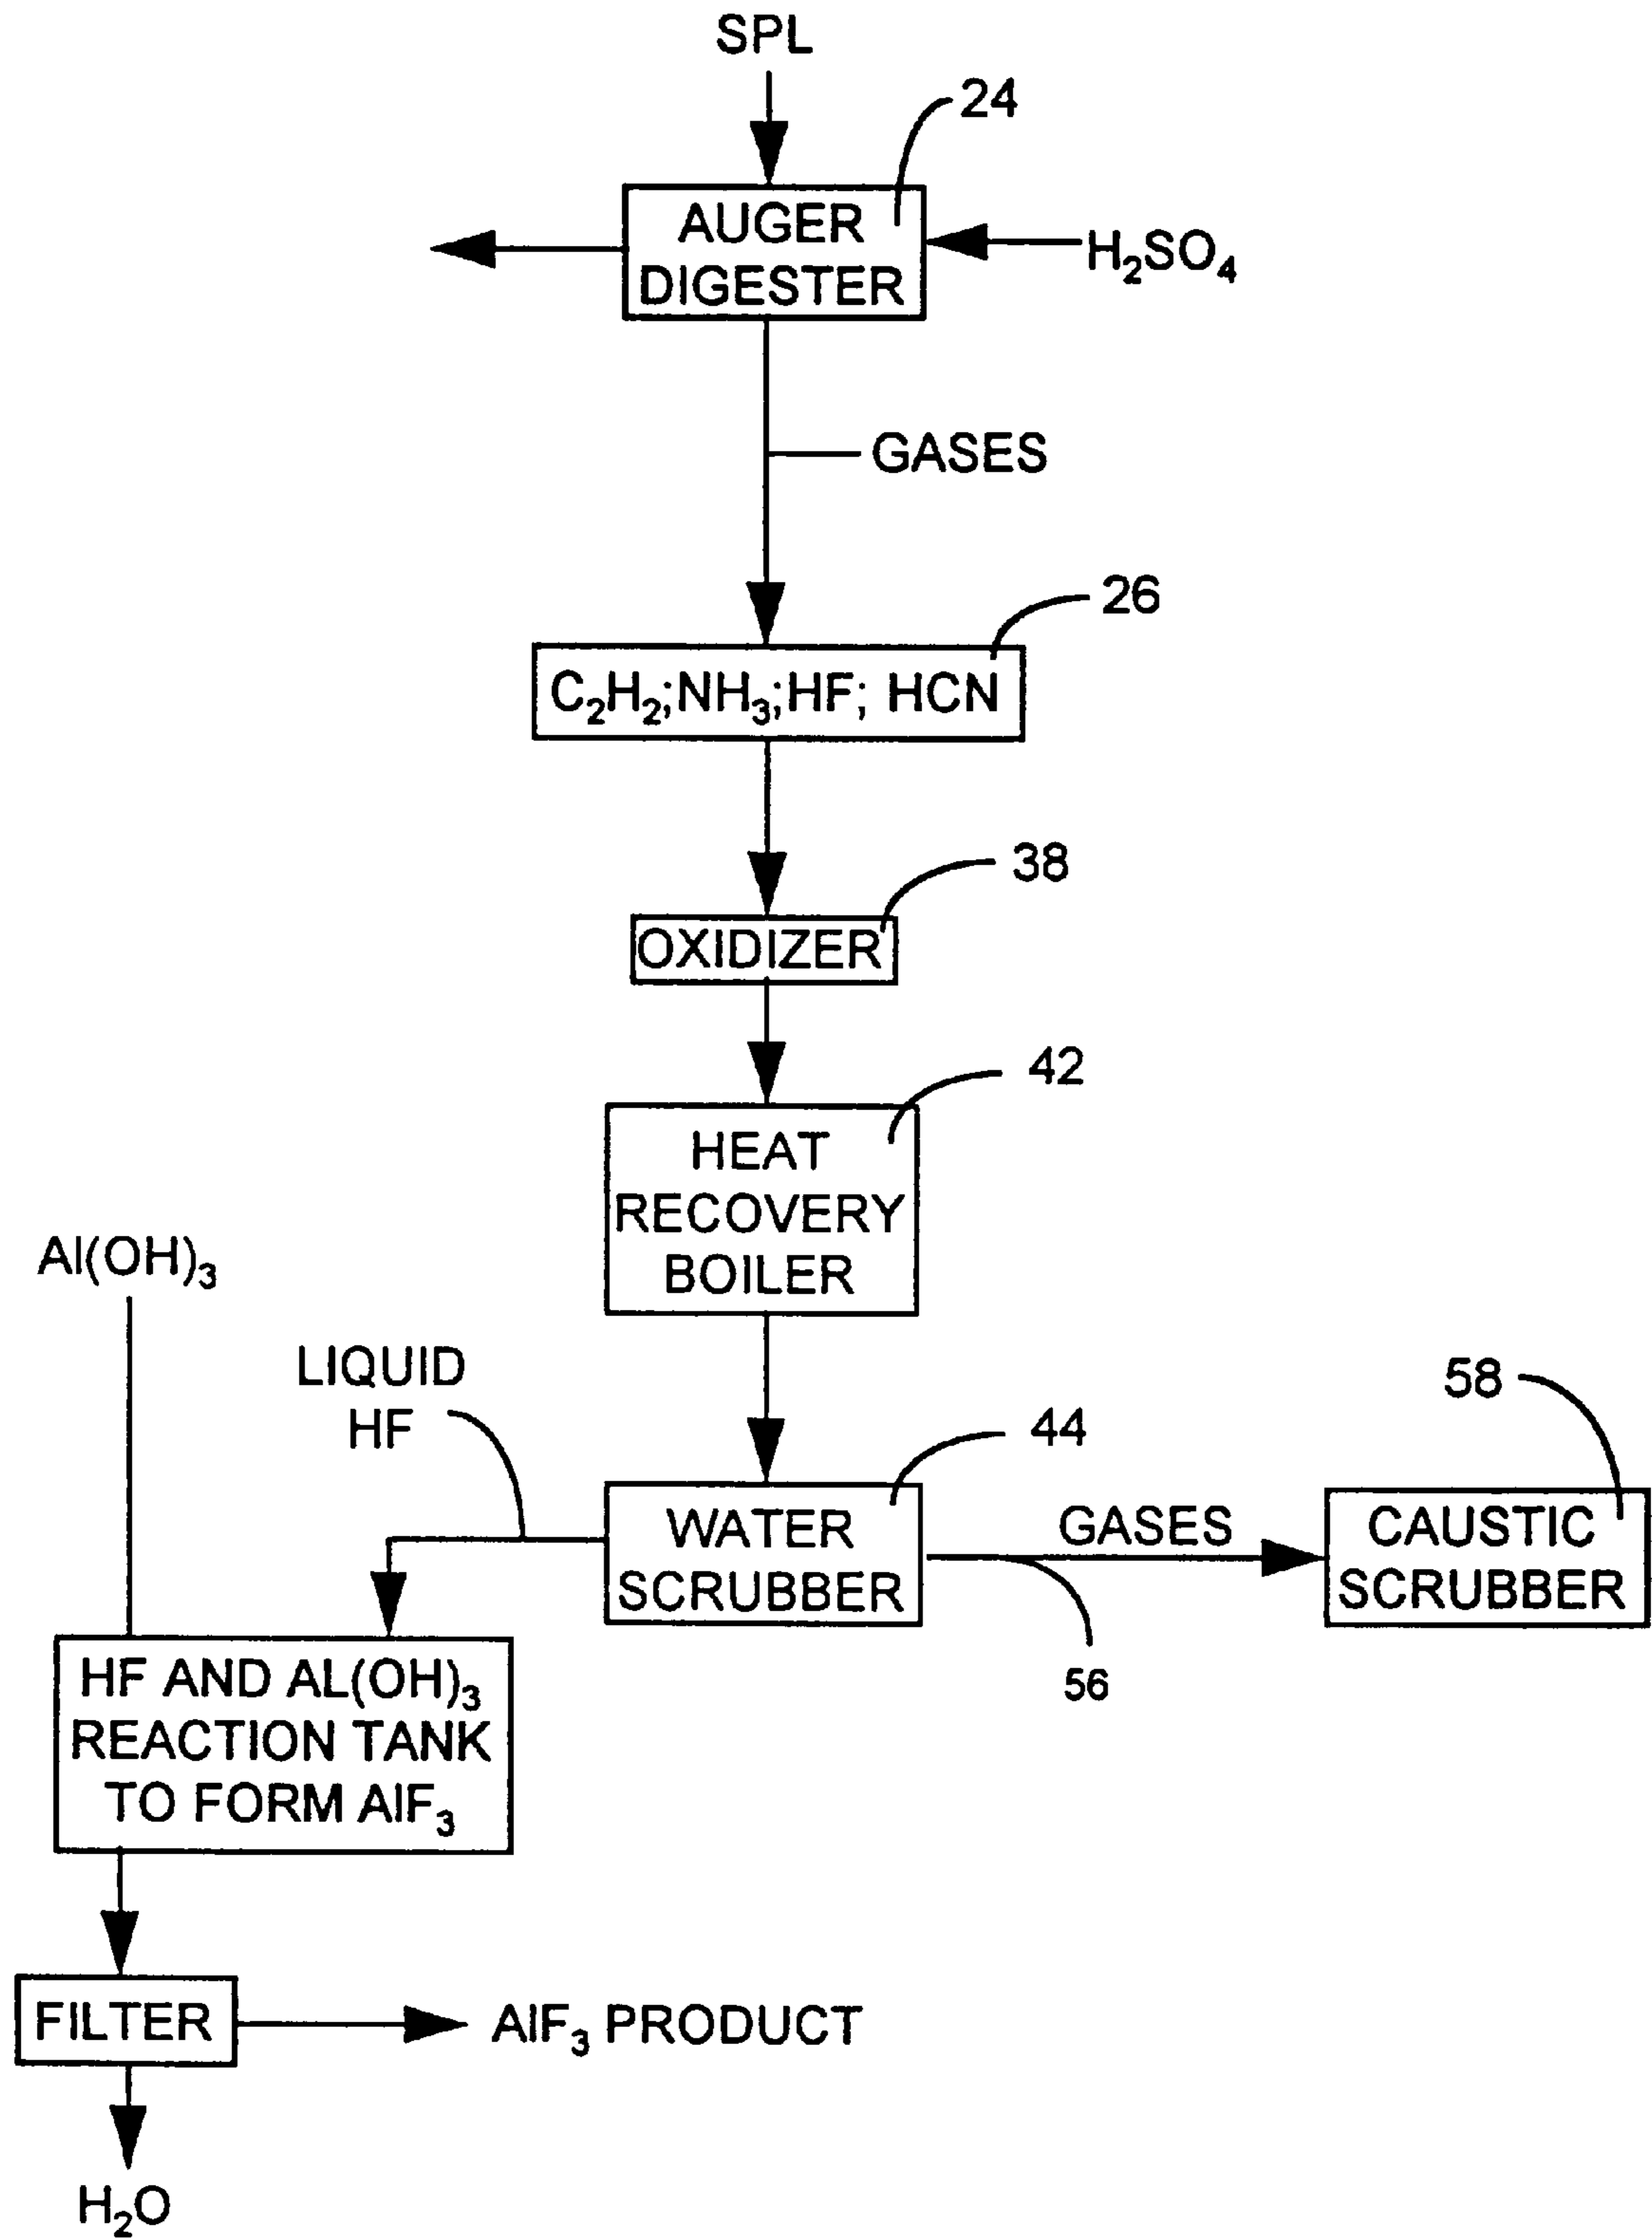 SPL
24
AUGER
DIGESTER
H₂SO₄
GASES
26
C₂H₂;NH₃;HF; HCN
38
OXIDIZER
42
HEAT
RECOVERY
BOILER
Al(OH)₃
LIQUID
HF
44
58
WATER
SCRUBBER
GASES
CAUSTIC
SCRUBBER
56
HF AND AL(OH)₃
REACTION TANK
TO FORM AlF₃
FILTER
AlF₃ PRODUCT
H₂O